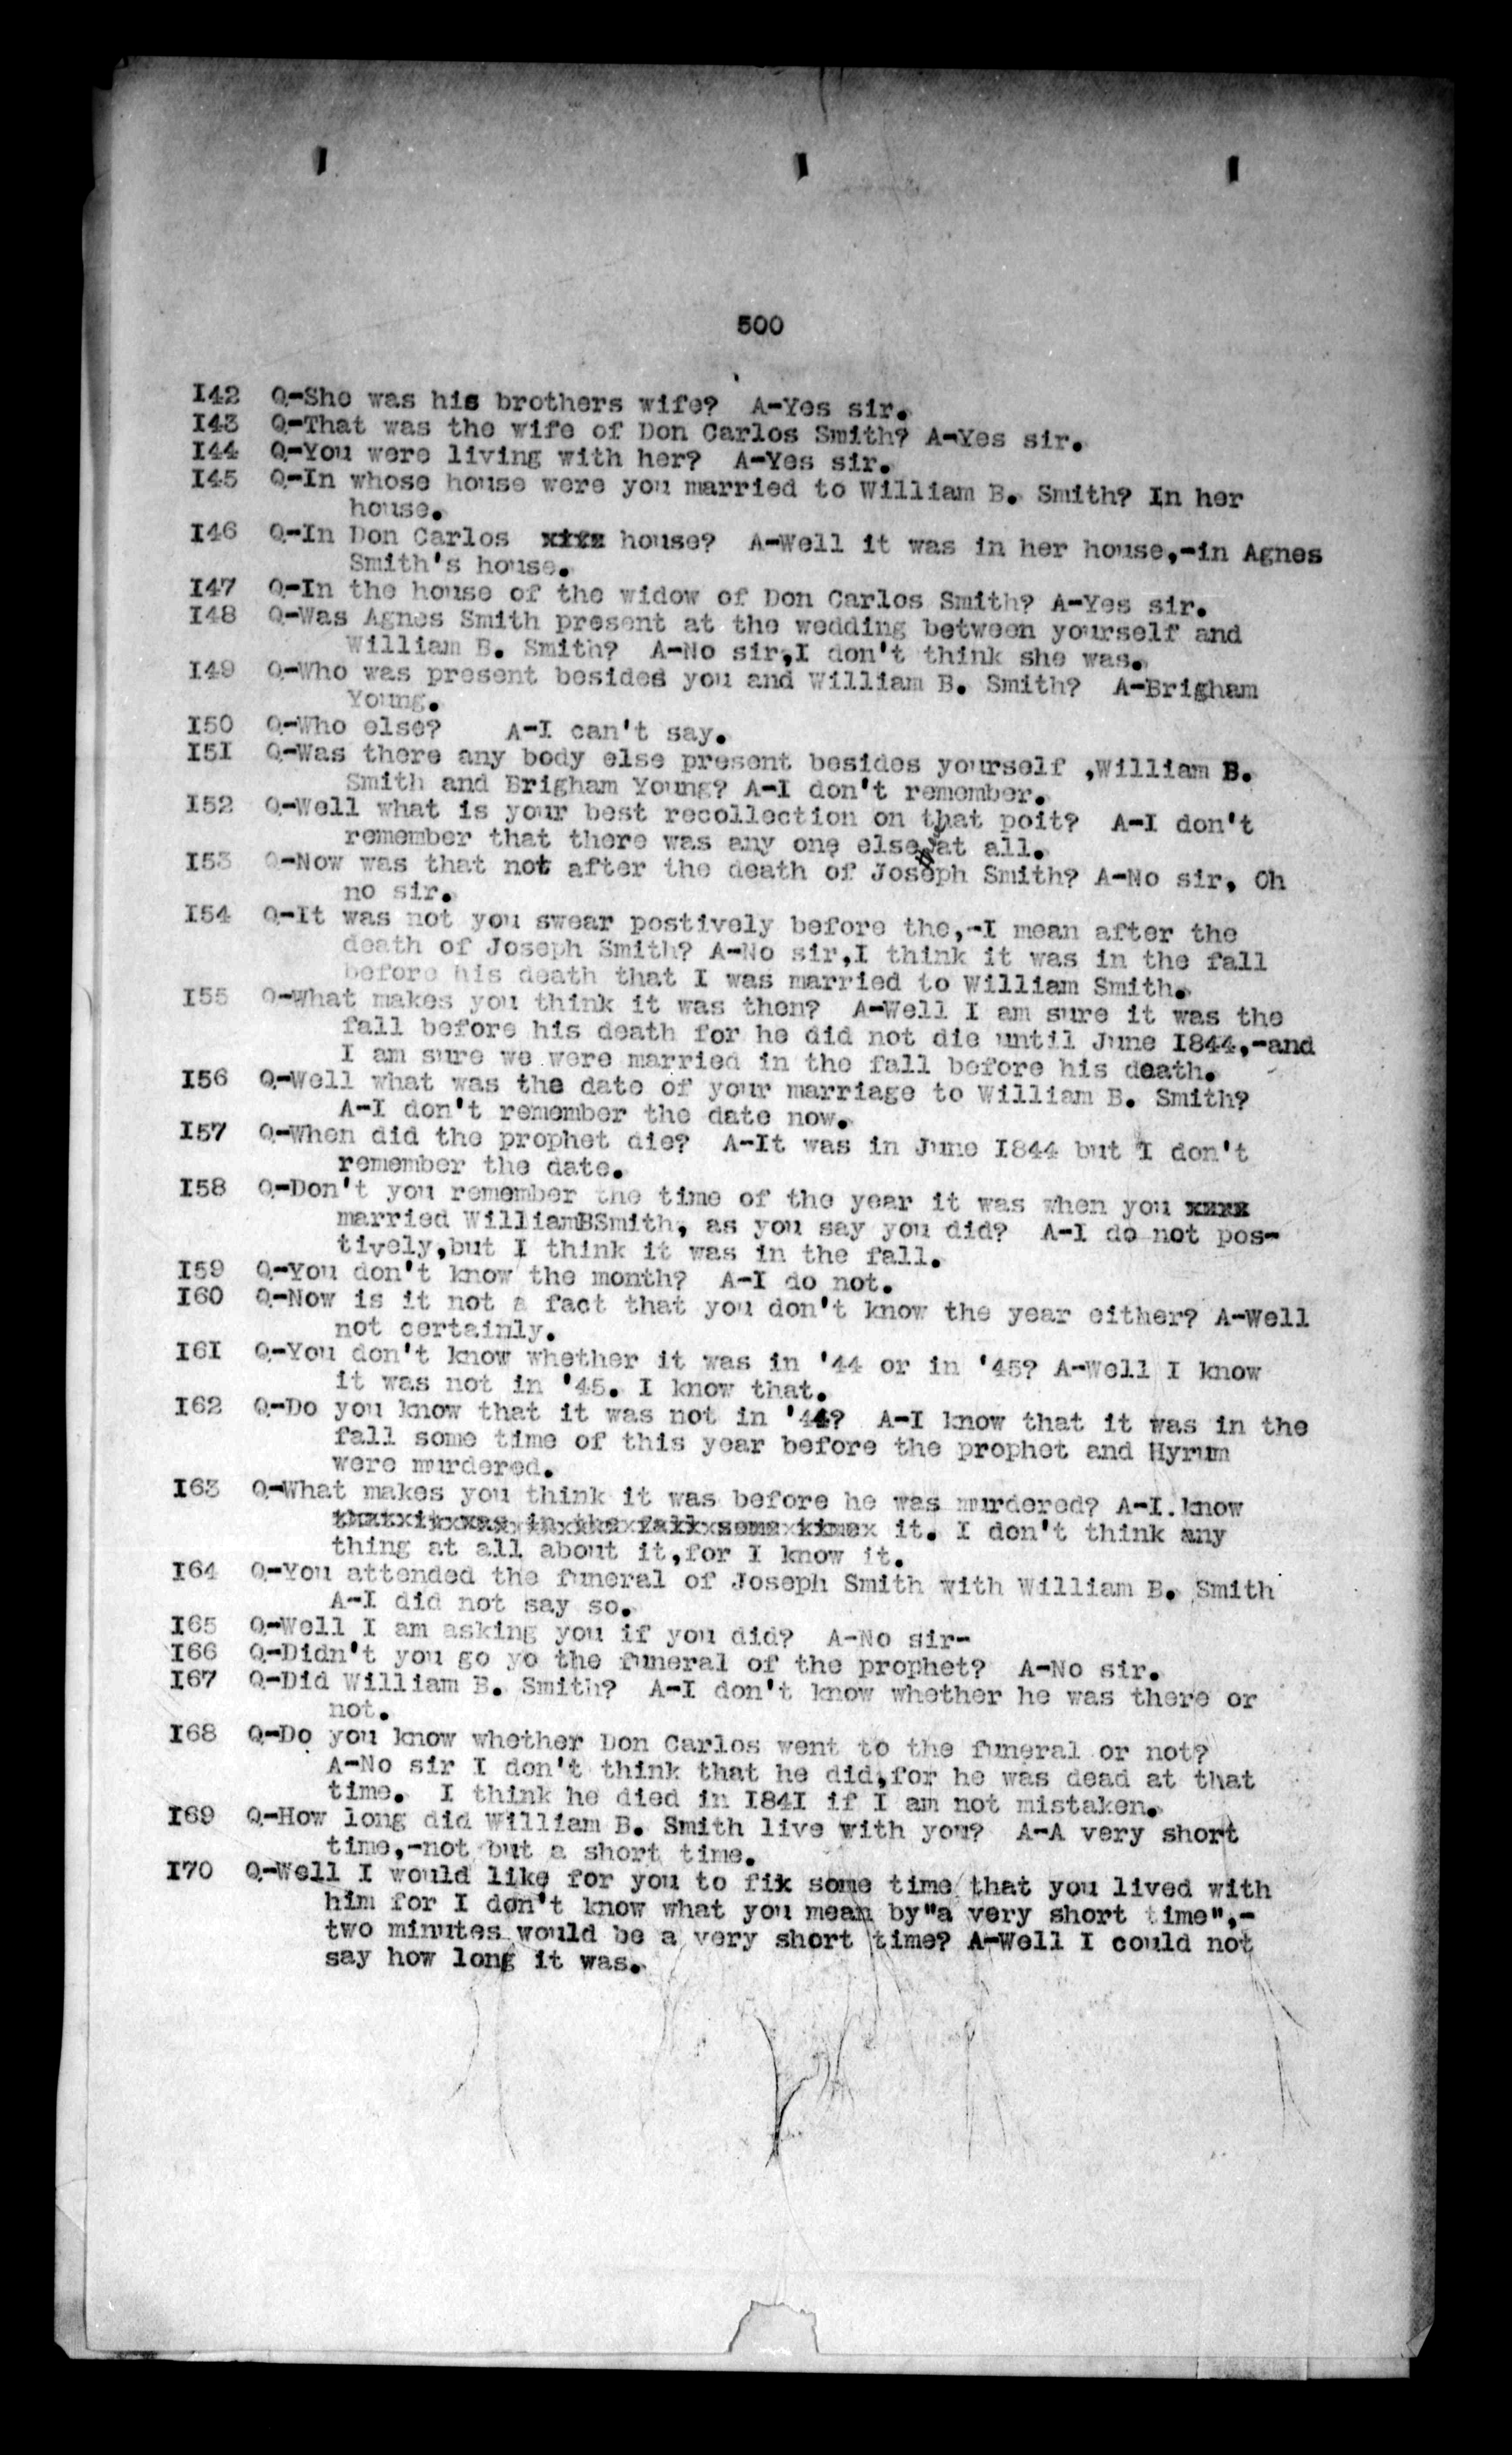 500
I42 Q-She was his brothers wife? A-Yes sir.
I43 Q-That was the wife of Don Carlos Smith? A-Yes sir.
I44 Q-You were living with her? A-Yes sir.
I45 Q-In whose house were you married to William B. Smith? In her
house.
I46 Q-In Don Carlos house? A-Well it was in her house,-in Agnes
Smith's house.
I47 Q-In the house of the widow of Don Carlos Smith? A-Yes sir.
I48 Q-Was Agnes Smith present at the wedding between yourself and
William B. Smith? A-No sir,I don't think she was.
I49 Q-Who was present besides you and William B. Smith? A-Brigham
Young.
I50 Q-Who else? A-I can't say.
I51 Q-Was there any body else present besides yourself ,William B.
Smith and Brigham Young? A-I don't remember.
I52 Q-Well what is your best recollection on that poit? A-I don't
remember that there was any one else at all.
I53 Q-Now was that not after the death of Joseph Smith? A-No sir, Oh
no sir.
I54 Q-It was not you swear postively before the,-I mean after the
death of Joseph Smith? A-No sir,I think it was in the fall
before his death that I was married to William Smith.
I55 Q-What makes you think it was then? A-Well I am sure it was the
fall before his death for he did not die until June I844,-and
I am sure we were married in the fall before his death.
I56 Q-Well what was the date of your marriage to William B. Smith?
A-I don't remember the date now.
I57 Q-When did the prophet die? A-It was in June I844 but I don't
remember the date.
I58 Q-Don't you remember the time of the year it was when you xxxx
married WilliamBSmith, as you say you did? A-I do not pos-
tively,but I think it was in the fall.
I59 Q-You don't know the month? A-I do not.
I60 Q-Now is it not a fact that you don't know the year either? A-Well
not certainly.
I6I Q-You don't know whether it was in '44 or in '45? A-Well I know
it was not in '45. I know that.
I62 Q-Do you know that it was not in '44? A-I know that it was in the
fall some time of this year before the prophet and Hyrum
were murdered.
I63 Q-What makes you think it was before he was murdered? A-I.know
it. I don't think any
thing at all about it,for I know it.
I64 Q-You attended the funeral of Joseph Smith with William B. Smith
A-I did not say so.
I65 Q-Well I am asking you if you did? A-No sir-
I66 Q-Didn't you go yo the funeral of the prophet? A-No sir.
I67 Q-Did William B. Smith? A-I don't know whether he was there or
not.
I68 Q-Do you know whether Don Carlos went to the funeral or not?
A-No sir I don't think that he did,for he was dead at that
time. I think he died in I84I if I am not mistaken.
I69 Q-How long did William B. Smith live with you? A-A very short
time,-not but a short time.
I70 Q-Well I would like for you to fix some time that you lived with
him for I don't know what you mean by"a very short time",-
two minutes would be a very short time? A-Well I could not
say how long it was.